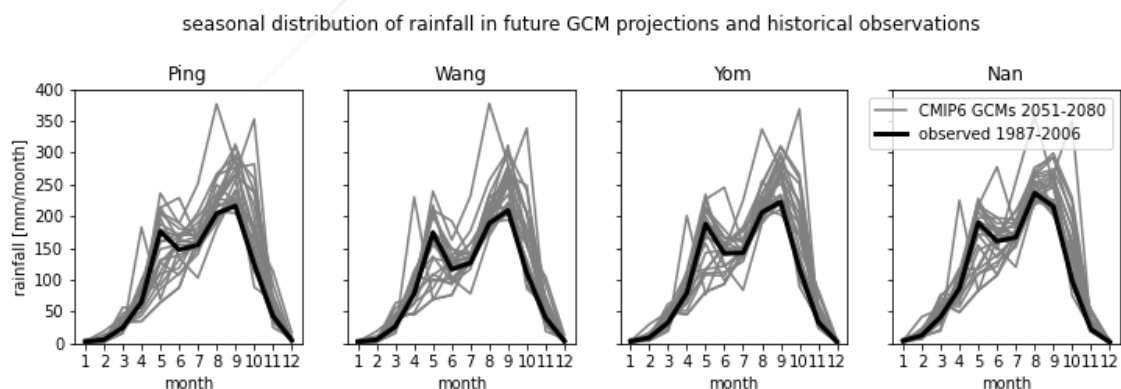 seasonal distribution of rainfall in future GCM projections and historical observations
Ping
Wang
Yom
Nan
CMIP6 GCMs 2051-2080
observed 1987-2006
rainfall [mm/month]
400
350
300
250
200
150
100
50
0
1 2 3 4 5 6 7 8 9 10 11 12
1 2 3 4 5 6 7 8 9 10 11 12
1 2 3 4 5 6 7 8 9 10 11 12
1 2 3 4 5 6 7 8 9 10 11 12
month
month
month
month